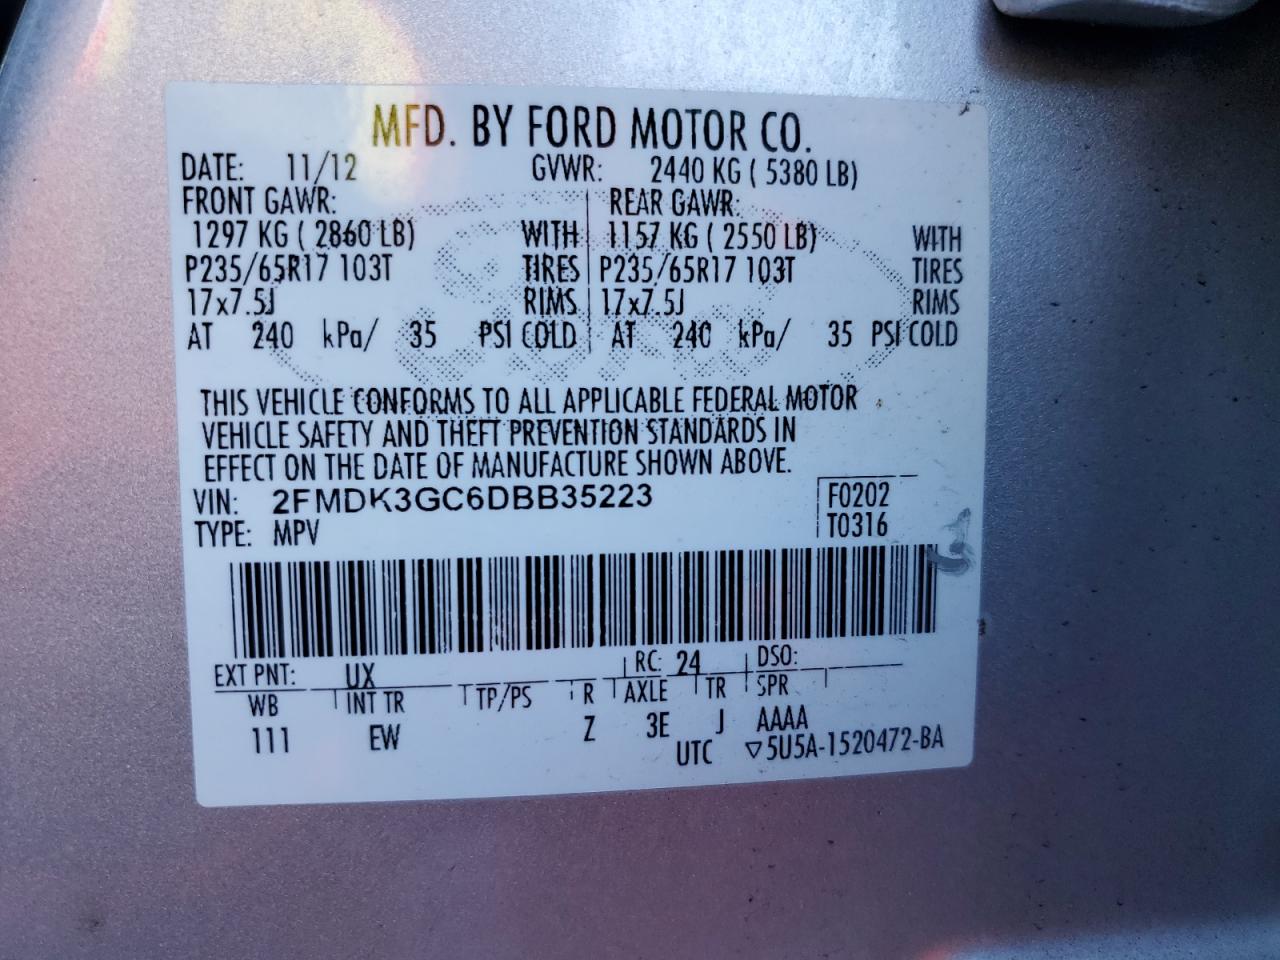 MFD. BY FORD MOTOR CO.
DATE: 11/12 GVWR: 2440 KG ( 5380 LB)
FRONT GAWR: REAR GAWR:
1297 KG ( 2860 LB) WITH 1157 KG ( 2550 LB) WITH
P235/65R17 103T TIRES P235/65R17 103T TIRES
17x7.5J RIMS 17x7.5J RIMS
AT 240 kPa/ 35 PSI COLD AT 240 kPa/ 35 PSI COLD
THIS VEHICLE CONFORMS TO ALL APPLICABLE FEDERAL MOTOR
VEHICLE SAFETY AND THEFT PREVENTION STANDARDS IN
EFFECT ON THE DATE OF MANUFACTURE SHOWN ABOVE.
VIN: 2FMDK3GC6DBB35223 F0202
TYPE: MPV T0316
EXT PNT: UX RC: 24 DSO:
WB INT TR TP/PS R AXLE TR SPR
111 EW Z 3E J AAAA
UTC ▽5U5A-1520472-BA